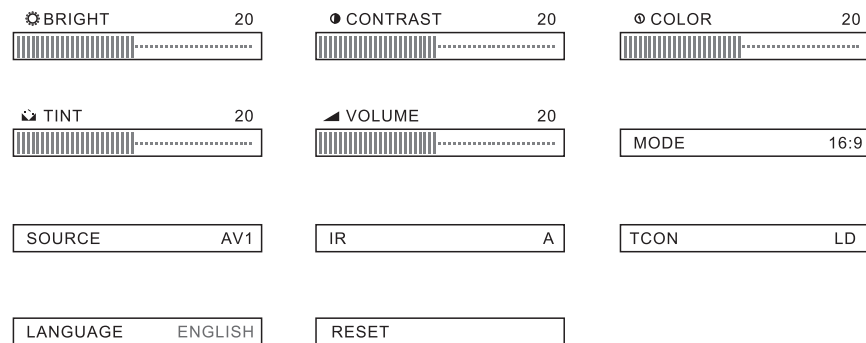 BRIGHT 20 CONTRAST 20 COLOR 20
TINT 20 VOLUME 20
MODE 16:9
SOURCE AV1 IR A TCON LD
LANGUAGE ENGLISH RESET